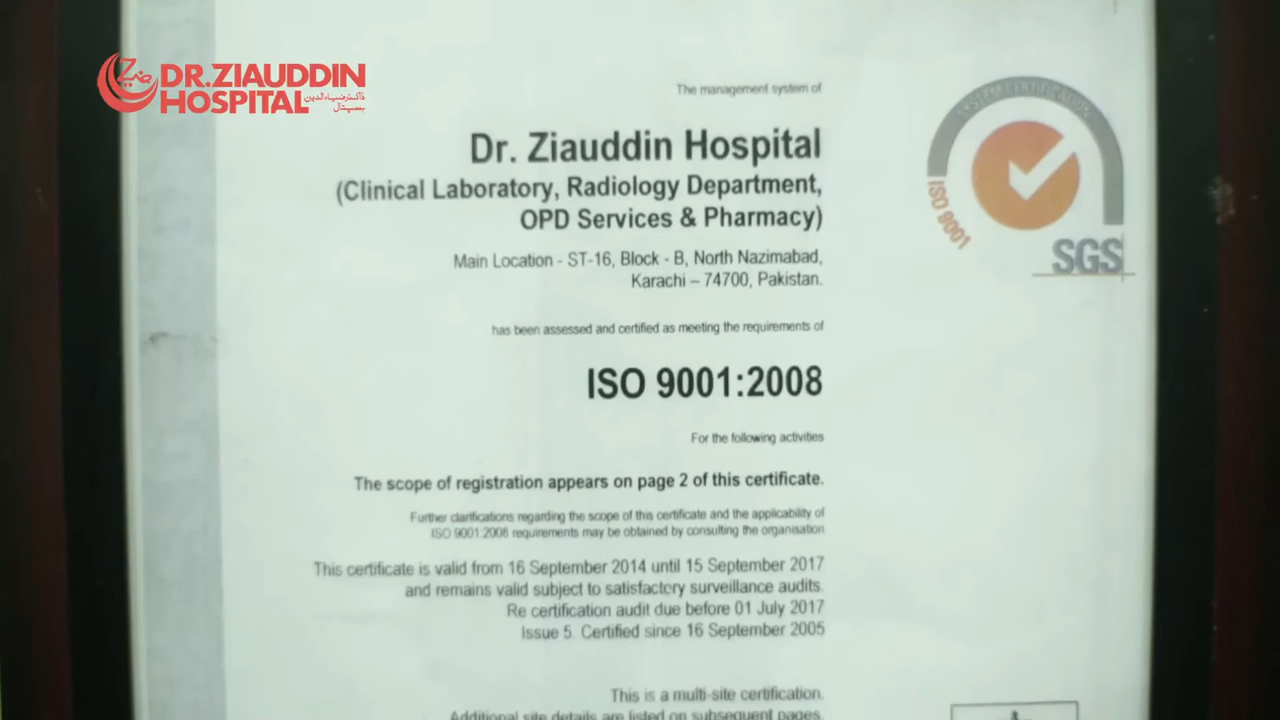 DR.ZIAUDDIN
HOSPITAL
ڈاکٹر ضیاء الدین
ہسپتال
The management system of
Dr. Ziauddin Hospital
(Clinical Laboratory, Radiology Department,
OPD Services & Pharmacy)
Main Location - ST-16, Block - B, North Nazimabad,
Karachi – 74700, Pakistan.
has been assessed and certified as meeting the requirements of
ISO 9001:2008
For the following activities
The scope of registration appears on page 2 of this certificate.
Further clarifications regarding the scope of this certificate and the applicability of
ISO 9001:2008 requirements may be obtained by consulting the organisation
This certificate is valid from 16 September 2014 until 15 September 2017
and remains valid subject to satisfactory surveillance audits.
Re certification audit due before 01 July 2017
Issue 5. Certified since 16 September 2005
This is a multi-site certification.
Additional site details are listed on subsequent pages.
SYSTEM CERTIFICATION
ISO 9001
SGS